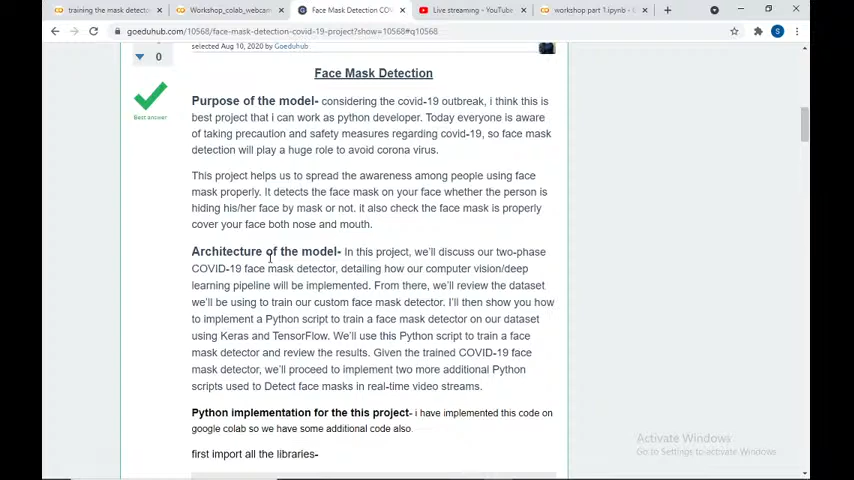 training the mask detecto
Workshop_colab_webcam
Face Mask Detection COV
Live streaming - YouTube
workshop part 1.ipynb - E
goeduhub.com/10568/face-mask-detection-covid-19-project?show=10568#q10568
S
0
Best answer
selected Aug 10, 2020 by Goeduhub
Face Mask Detection
Purpose of the model- considering the covid-19 outbreak, i think this is
best project that i can work as python developer. Today everyone is aware
of taking precaution and safety measures regarding covid-19, so face mask
detection will play a huge role to avoid corona virus.
This project helps us to spread the awareness among people using face
mask properly. It detects the face mask on your face whether the person is
hiding his/her face by mask or not. it also check the face mask is properly
cover your face both nose and mouth.
Architecture of the model- In this project, we'll discuss our two-phase
COVID-19 face mask detector, detailing how our computer vision/deep
learning pipeline will be implemented. From there, we'll review the dataset
we'll be using to train our custom face mask detector. I'll then show you how
to implement a Python script to train a face mask detector on our dataset
using Keras and TensorFlow. We'll use this Python script to train a face
mask detector and review the results. Given the trained COVID-19 face
mask detector, we'll proceed to implement two more additional Python
scripts used to Detect face masks in real-time video streams.
Python implementation for the this project- i have implemented this code on
google colab so we have some additional code also.
first import all the libraries-
Activate Windows
Go to Settings to activate Windows.